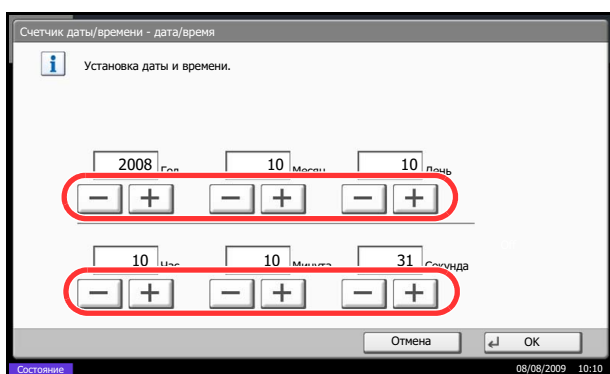 Счетчик даты/времени - дата/время
Установка даты и времени.
2008 Год 10 Месяц 10 День
− + − + − +
10 Час 10 Минута 31 Секунда
− + − + − +
Отмена OK
Состояние 08/08/2009 10:10